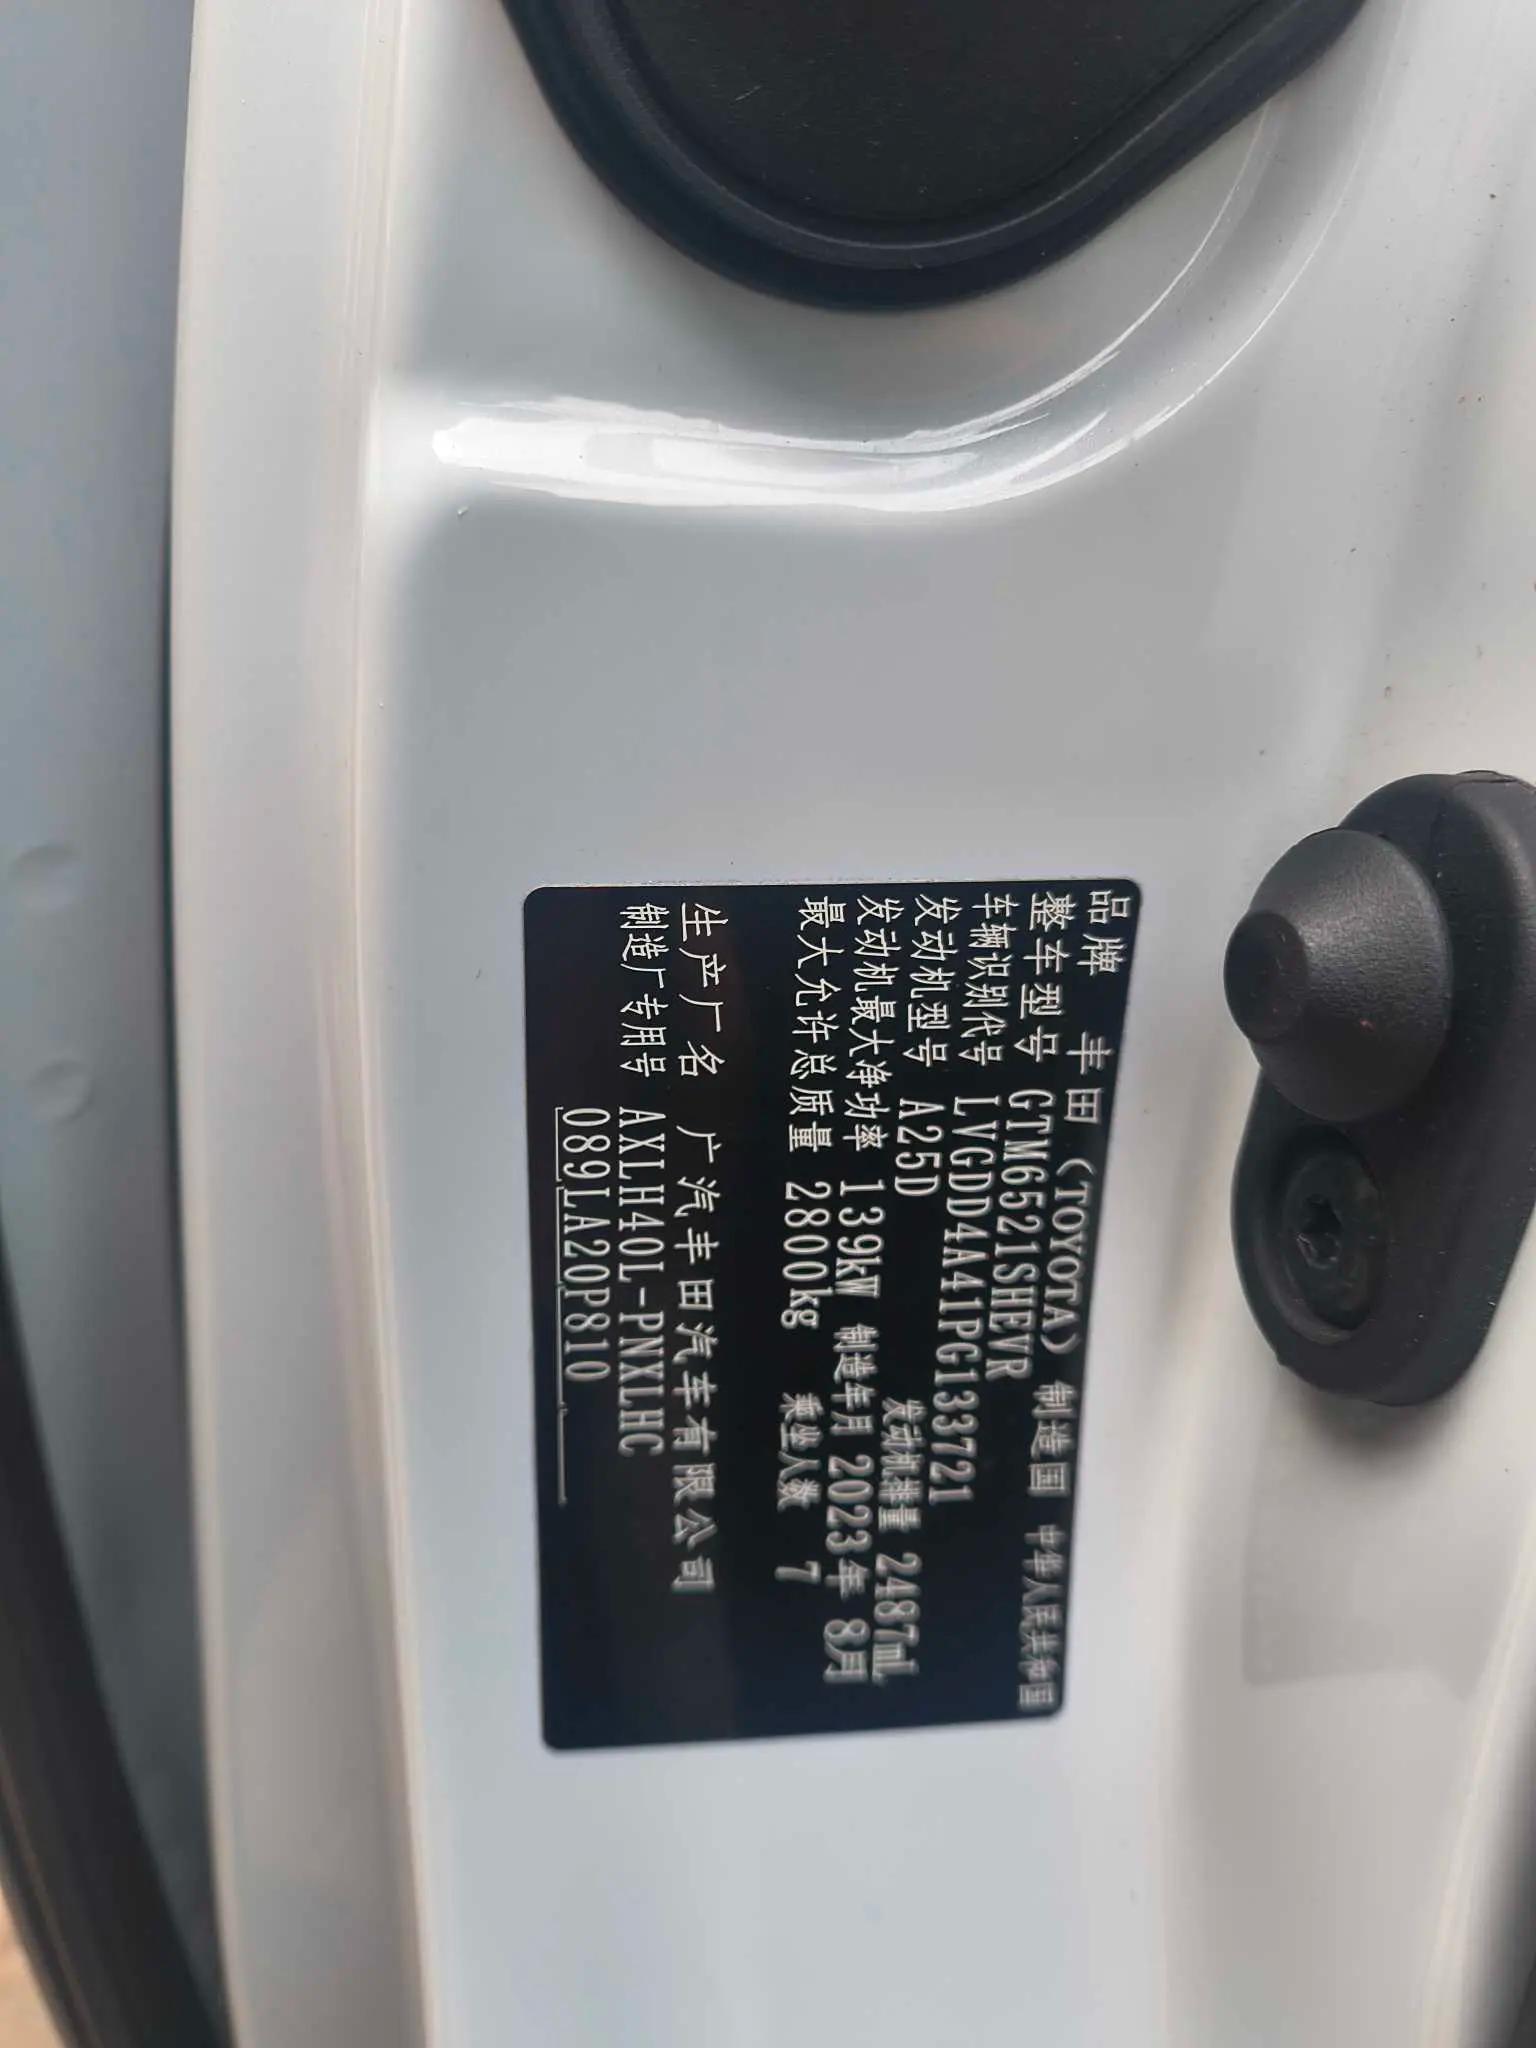 品牌 丰田（TOYOTA） 制造国 中华人民共和国
整车型号 GTM6521SHEVR
车辆识别代号 LVGDD4A41PG133721
发动机型号 A25D 发动机排量 2487mL
发动机最大净功率 139kW 制造年月 2023年 8月
最大允许总质量 2800kg 乘坐人数 7
生产厂名 广汽丰田汽车有限公司
制造厂专用号 AXLH40L-PNXLHC
089LA20P810